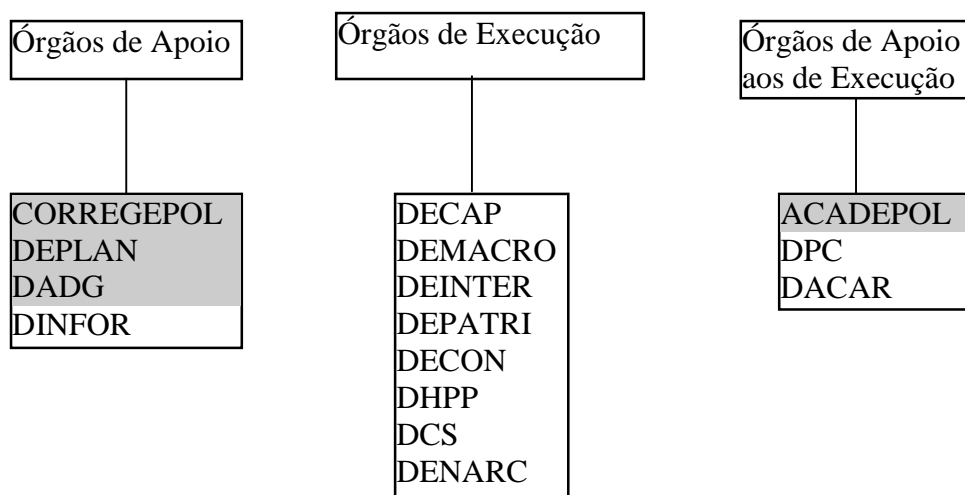 Órgãos de Apoio
CORREGEPOL
DEPLAN
DADG
DINFOR
Órgãos de Execução
DECAP
DEMACRO
DEINTER
DEPATRI
DECON
DHPP
DCS
DENARC
Órgãos de Apoio
aos de Execução
ACADEPOL
DPC
DACAR